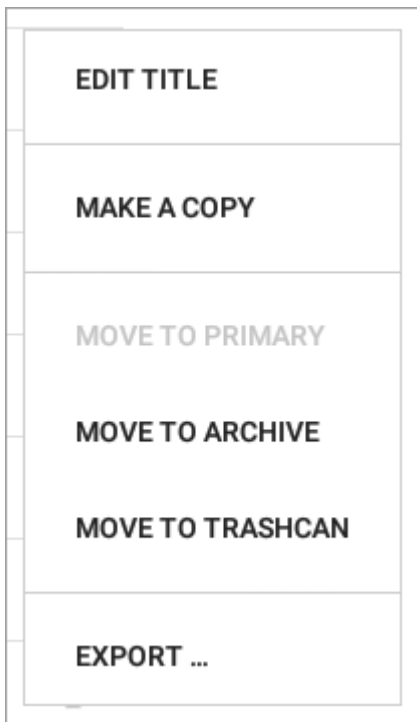 EDIT TITLE
MAKE A COPY
MOVE TO PRIMARY
MOVE TO ARCHIVE
MOVE TO TRASHCAN
EXPORT ...